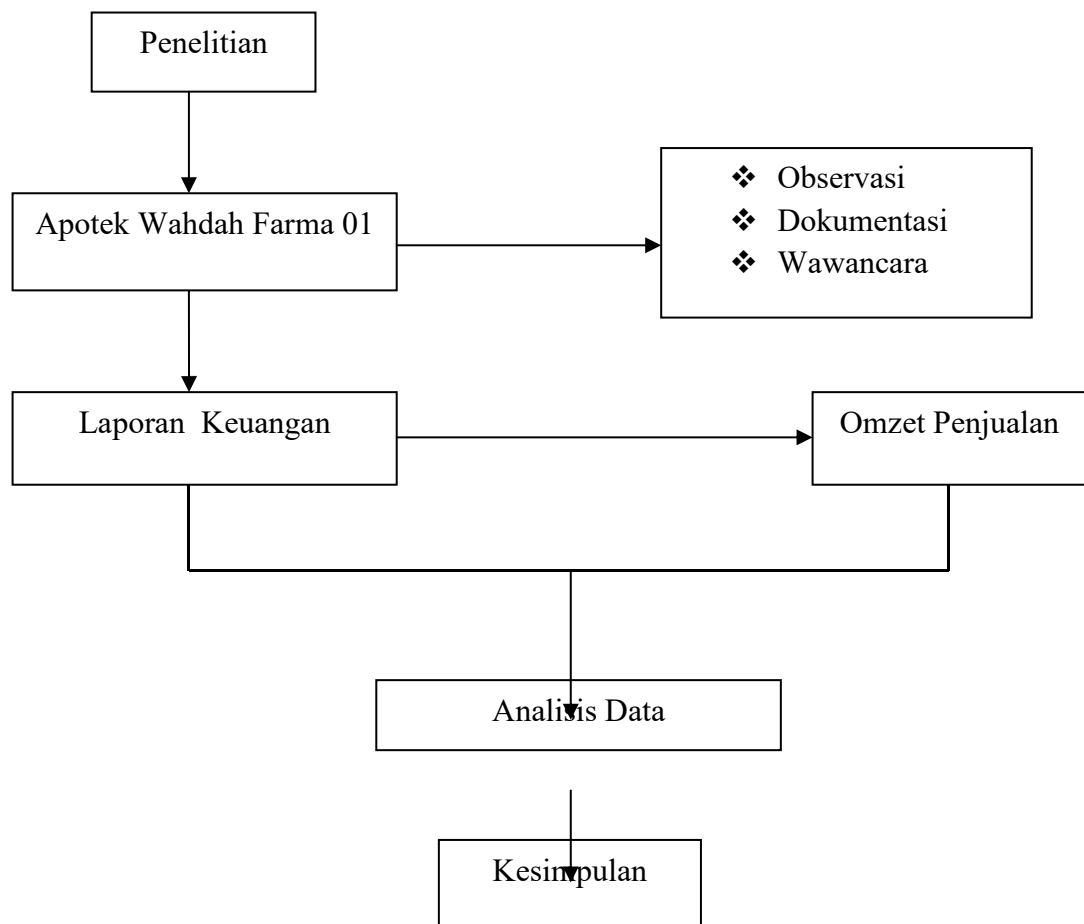 Penelitian
Apotek Wahdah Farma 01
❖ Observasi
❖ Dokumentasi
❖ Wawancara
Laporan  Keuangan
Omzet Penjualan
Analisis Data
Kesimpulan